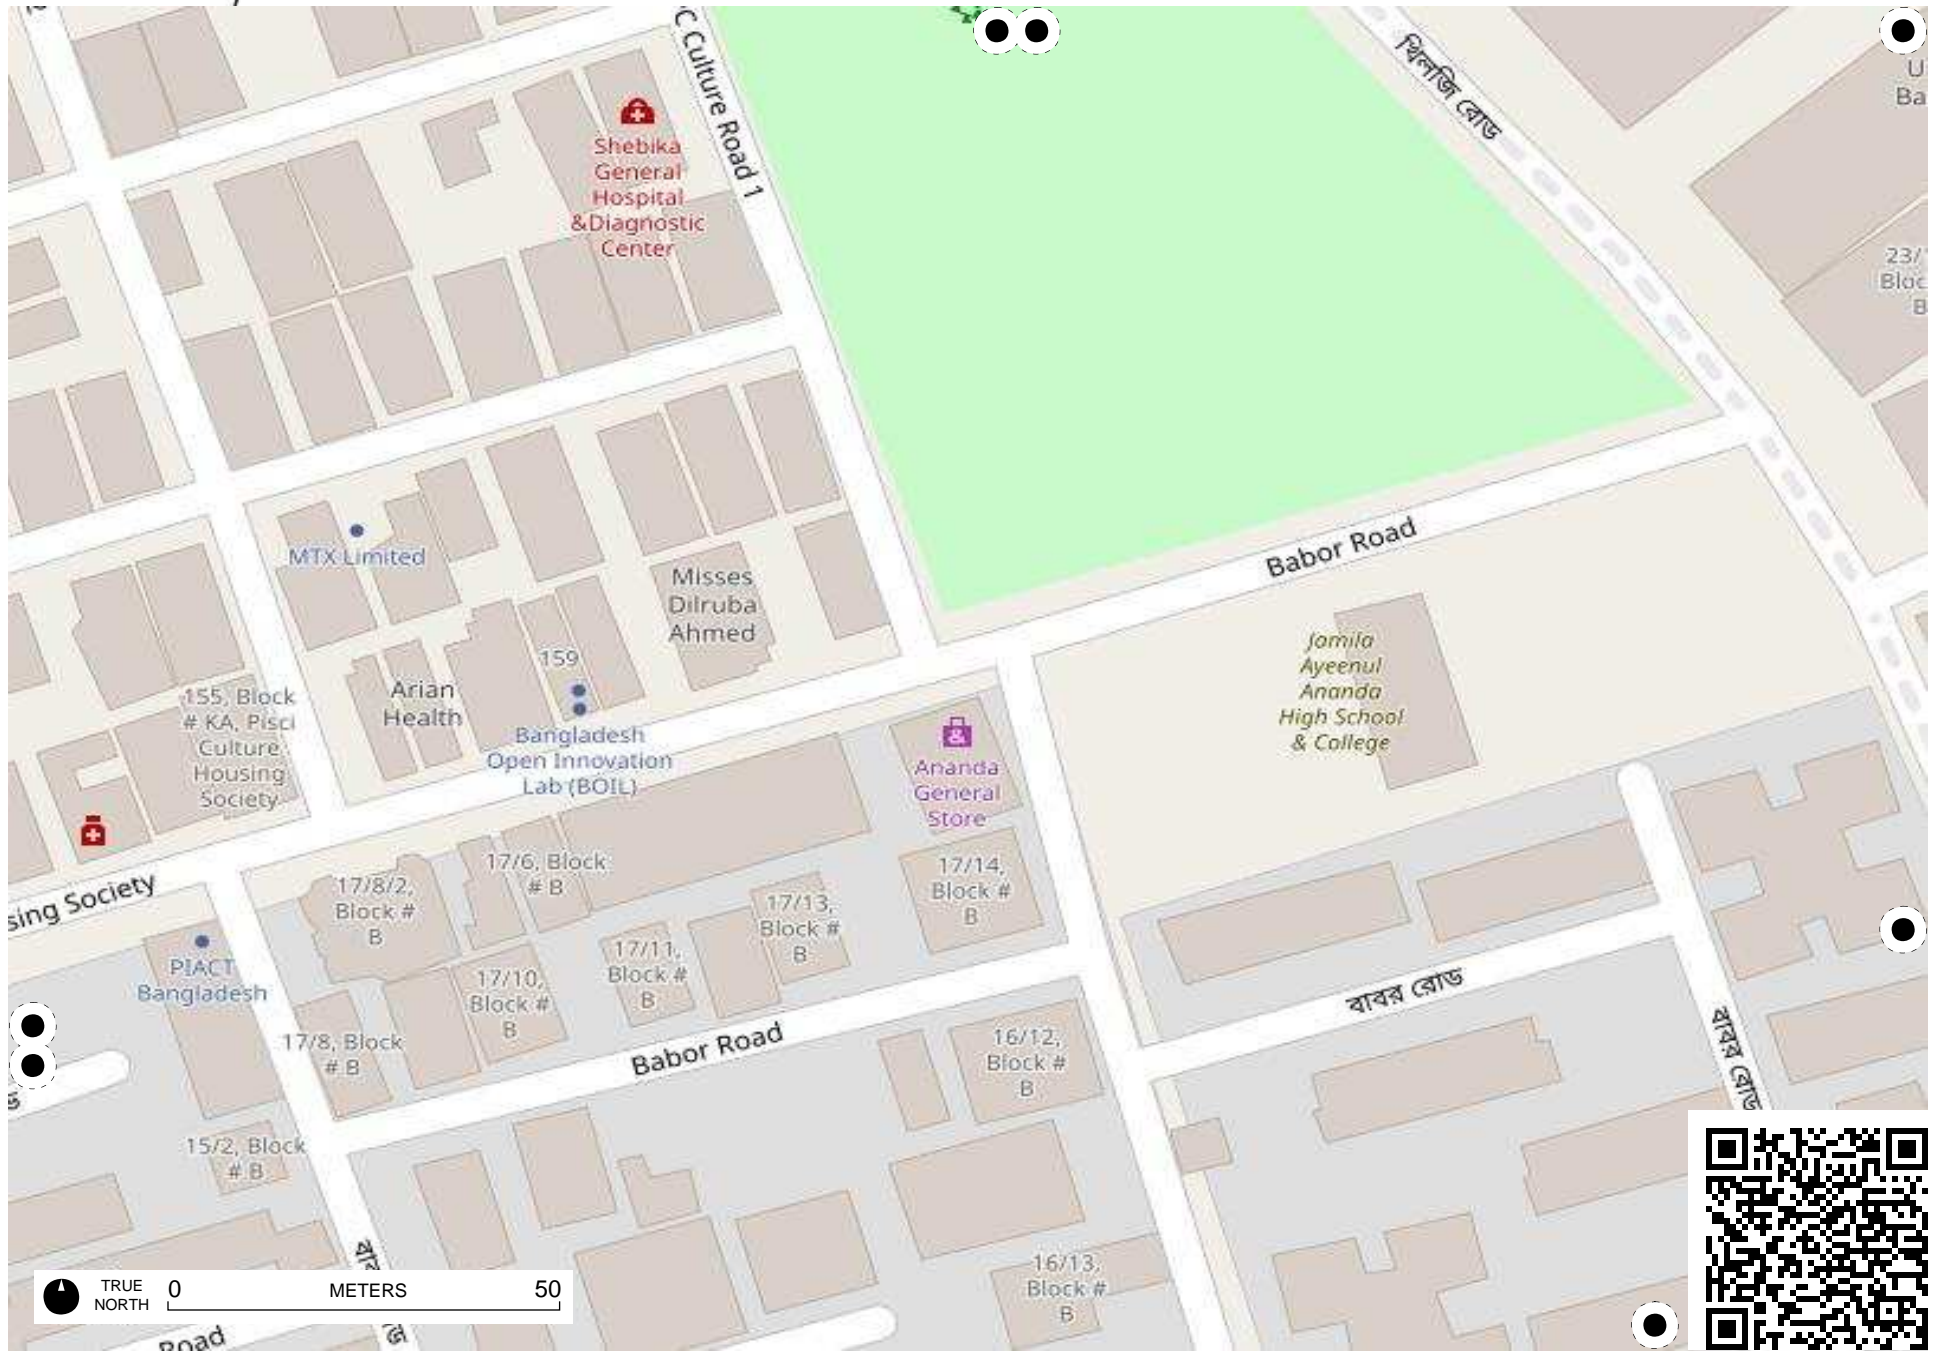 C Culture Road 1
খিলজি রোড
U
Ba
Shebika
General
Hospital
&Diagnostic
Center
23/
Bloc
B
MTX Limited
Babor Road
Misses
Dilruba
Ahmed
159
Arian
Health
Jamila
Ayeenul
Ananda
High School
& College
155, Block
# KA, Pisci
Culture
Housing
Society
Bangladesh
Open Innovation
Lab (BOIL)
Ananda
General
Store
17/6, Block
# B
17/8/2,
Block #
B
17/14,
Block #
B
sing Society
17/13,
Block #
B
17/11,
Block #
B
PIACT
Bangladesh
17/10,
Block #
B
বাবর রোড
17/8, Block
# B
Babor Road
16/12,
Block #
B
বাবর রোড
15/2, Block
# B
16/13,
Block #
B
TRUE
NORTH
0
METERS
50
Road